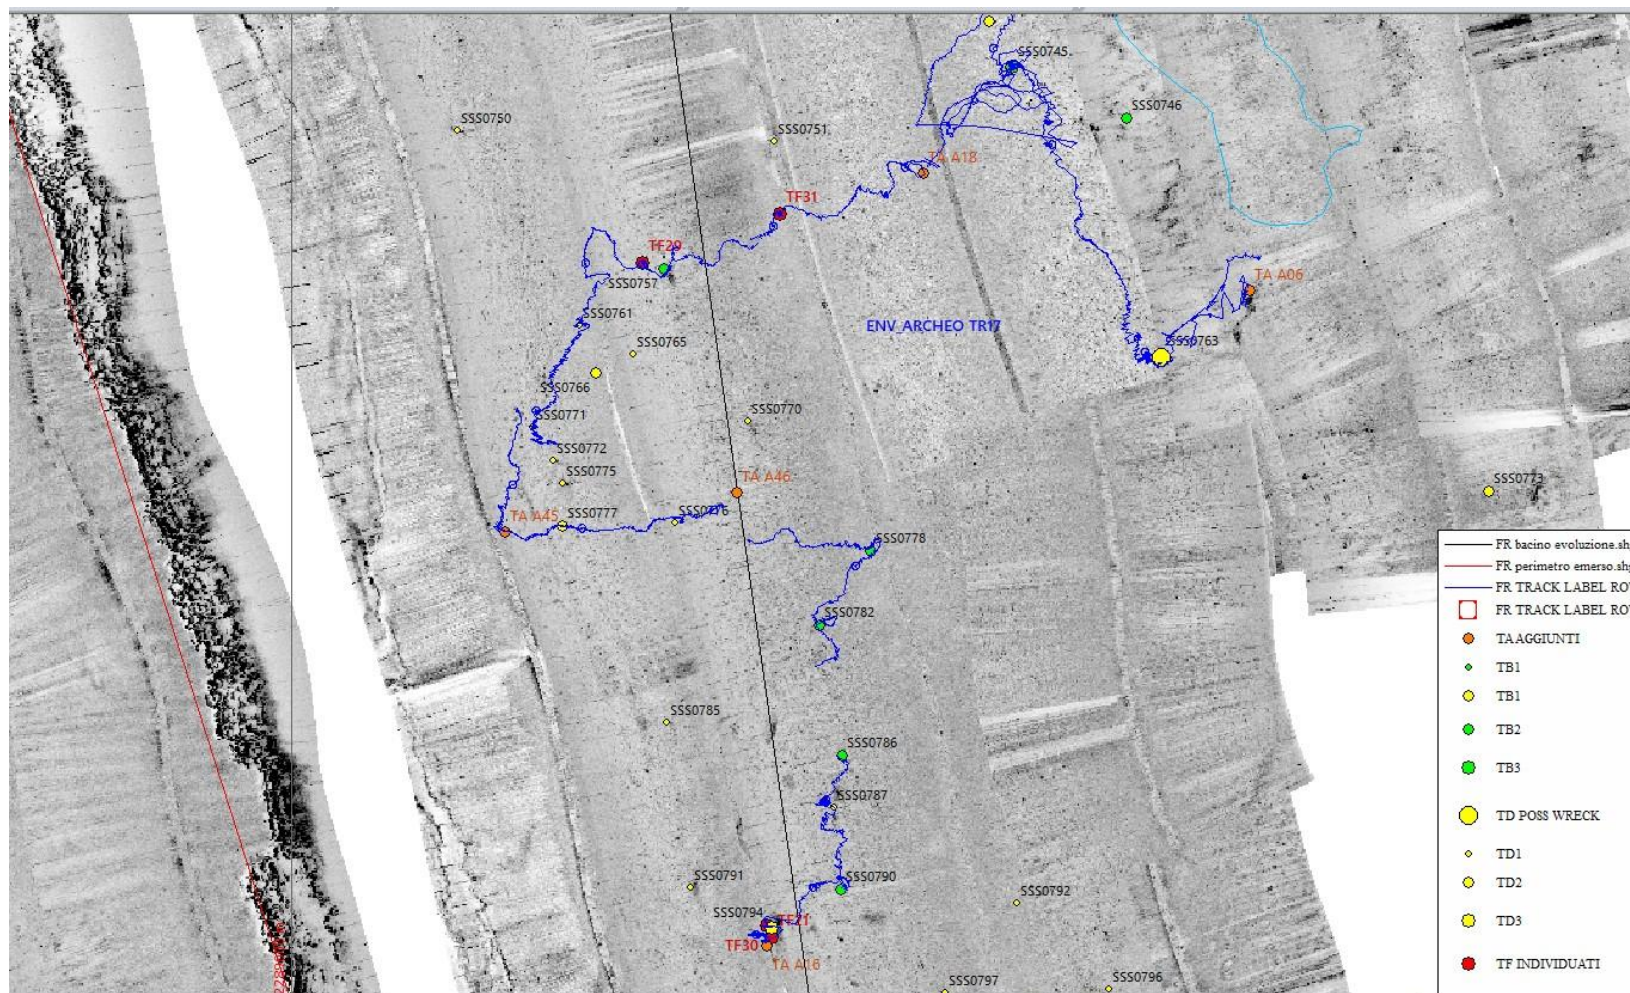 SSS0745
SSS0746
SSS0750
SSS0751
TA A18
TF31
TF29
SSS0757
TA A06
SSS0761
ENV ARCHEO TR17
SSS0763
SSS0765
SSS0766
SSS0771
SSS0770
SSS0772
SSS0775
TA A46
SSS0773
TA A45
SSS0777
SSS0776
SSS0778
SSS0782
SSS0785
SSS0786
SSS0787
SSS0791
SSS0790
SSS0792
SSS0794
TF21
TF30
TA A16
SSS0797
SSS0796
FR bacino evoluzione.sh
FR perimetro emerso.sh
FR TRACK LABEL RO
FR TRACK LABEL RO
TA AGGIUNTI
TB1
TB1
TB2
TB3
TD POSS WRECK
TD1
TD2
TD3
TF INDIVIDUATI